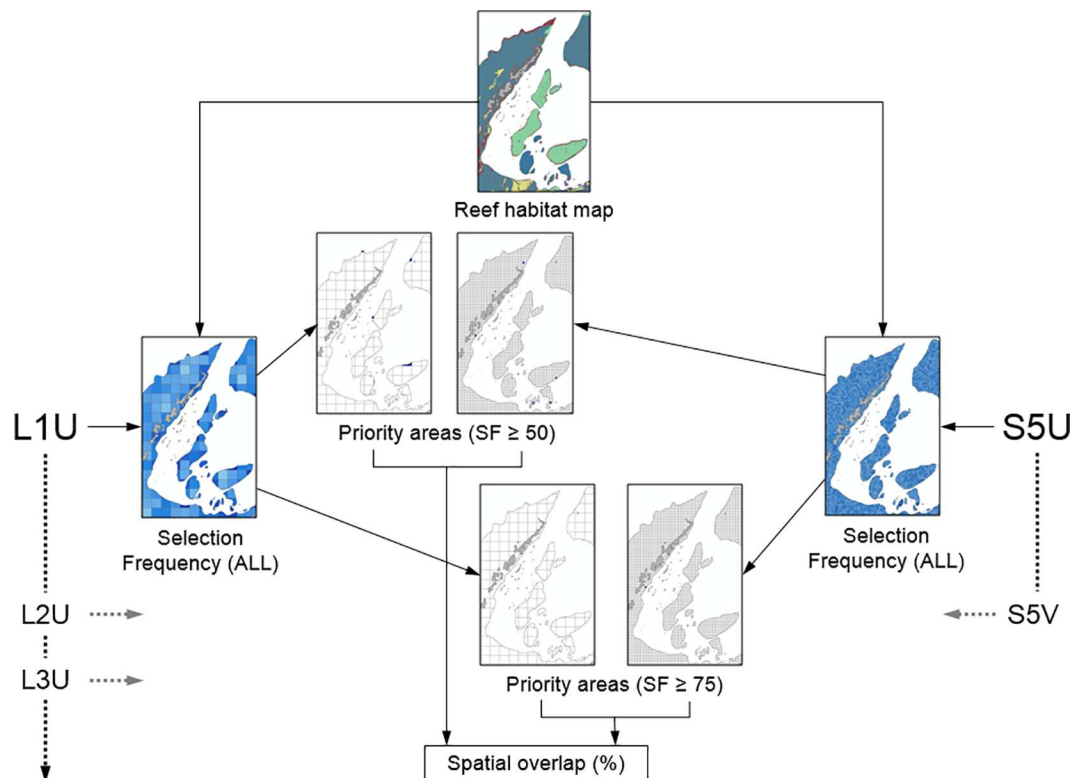 Reef habitat map
Priority areas (SF ≥ 50)
L1U
S5U
Selection
Frequency (ALL)
Selection
Frequency (ALL)
L2U
S5V
L3U
Priority areas (SF ≥ 75)
Spatial overlap (%)